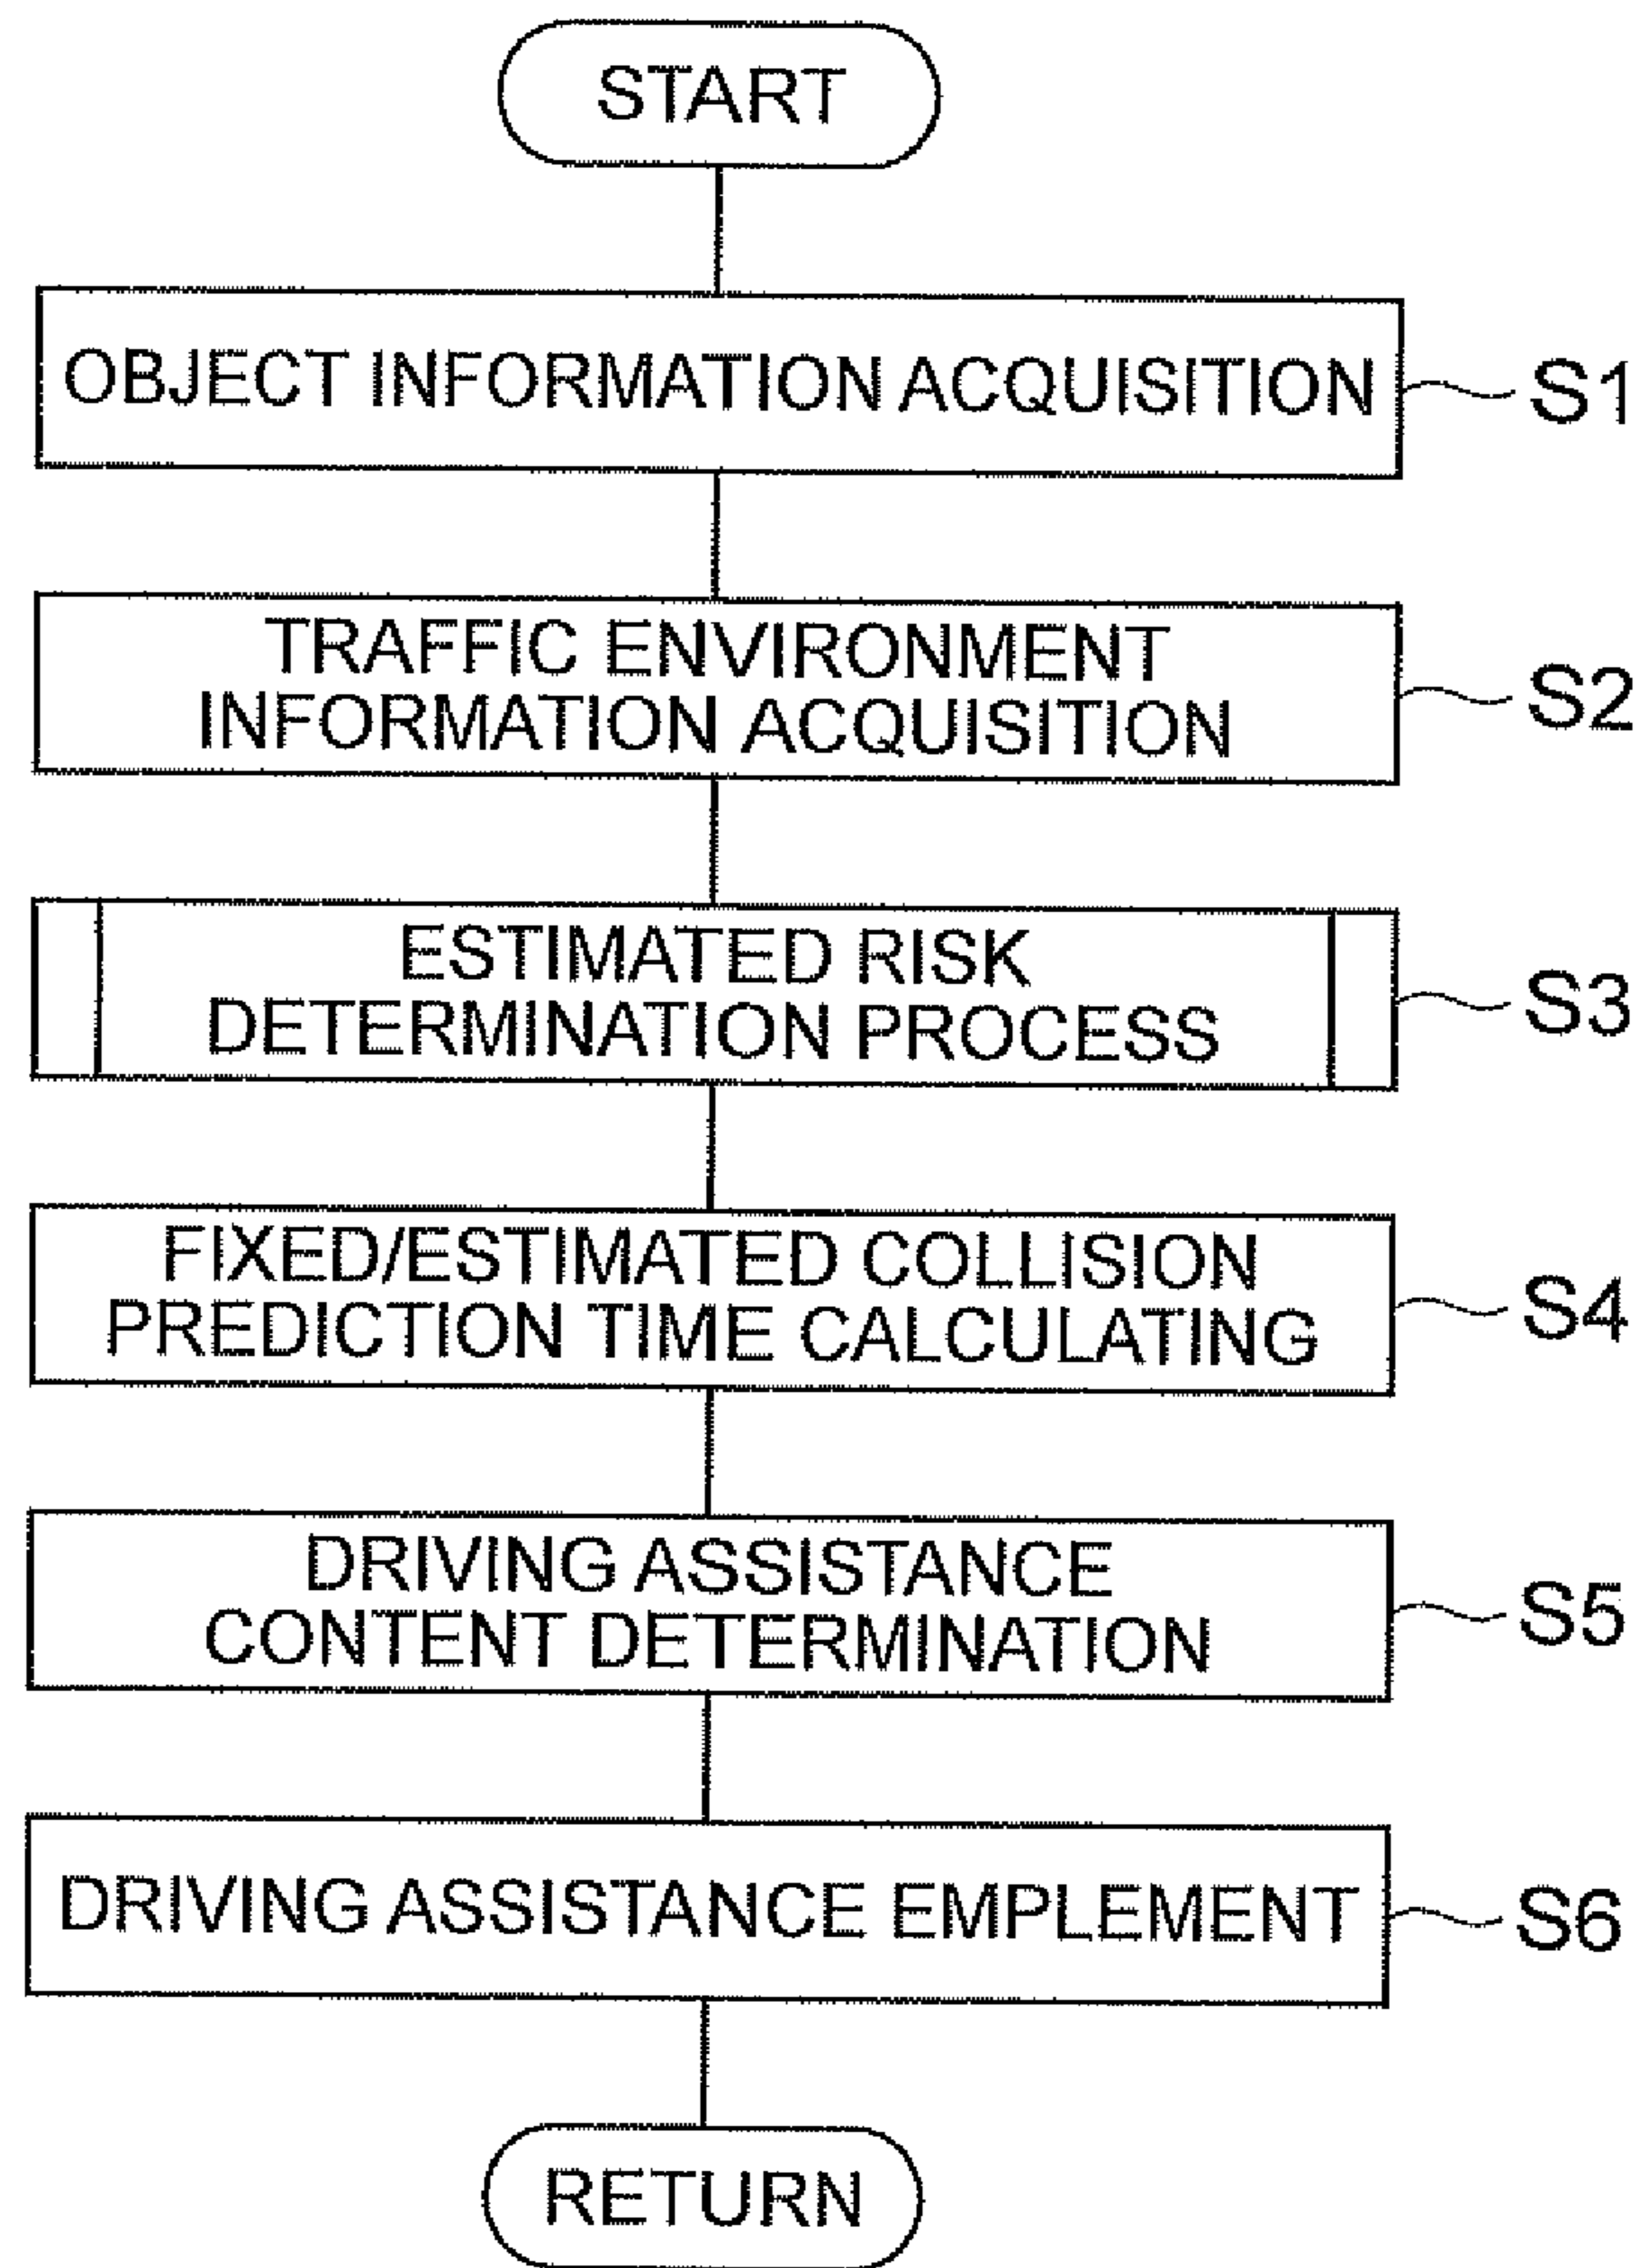 START
OBJECT INFORMATION ACQUISITION
S1
TRAFFIC ENVIRONMENT
INFORMATION ACQUISITION
S2
ESTIMATED RISK
DETERMINATION PROCESS
S3
FIXED/ESTIMATED COLLISION
PREDICTION TIME CALCULATING
S4
DRIVING ASSISTANCE
CONTENT DETERMINATION
S5
DRIVING ASSISTANCE EMPLEMENT
S6
RETURN